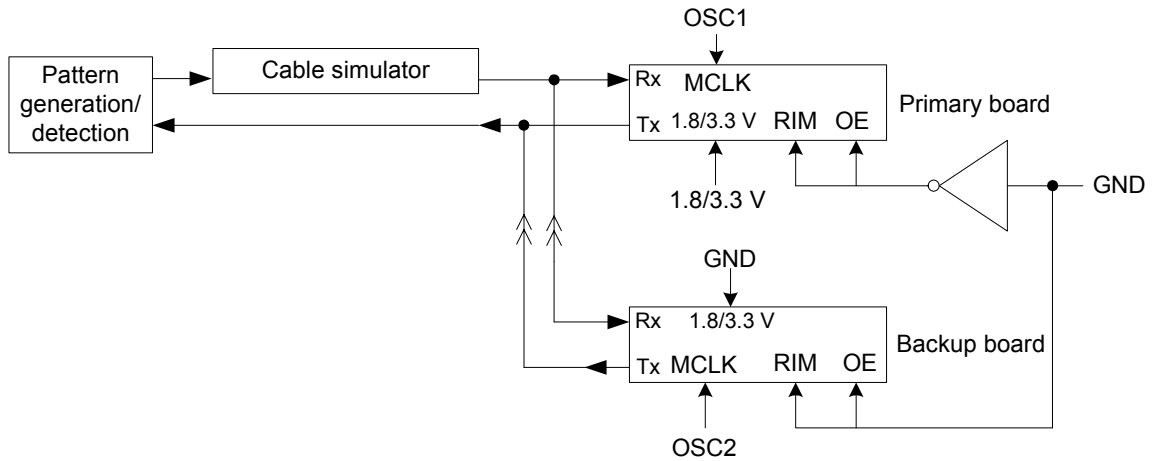 OSC1
Pattern
generation/
detection
Cable simulator
Rx MCLK
Tx 1.8/3.3 V RIM OE
Primary board
1.8/3.3 V
GND
GND
Rx 1.8/3.3 V
Tx MCLK RIM OE
Backup board
OSC2